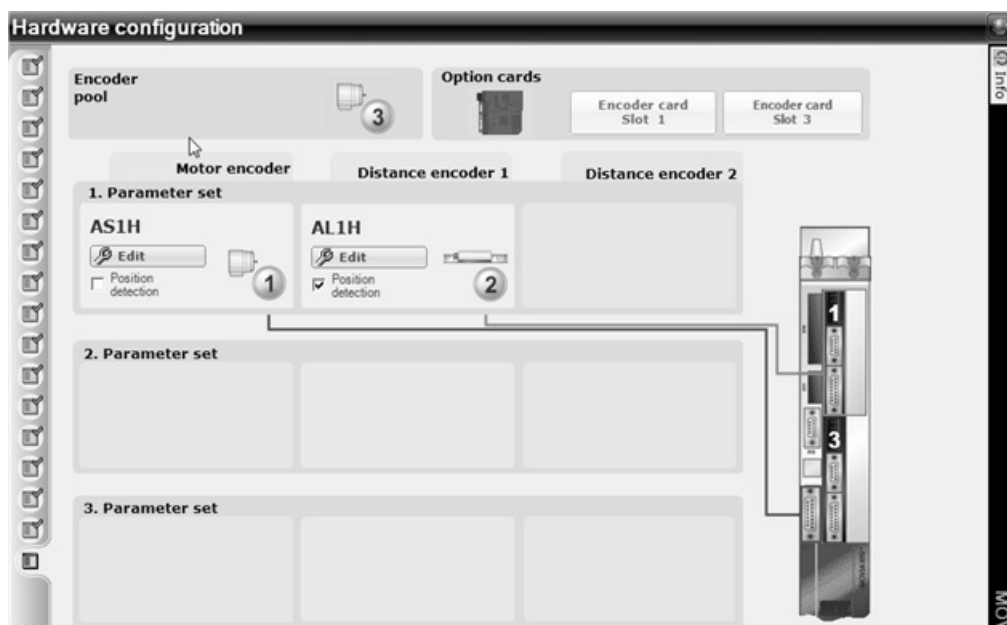 Hardware configuration
Info
Encoder
pool
3
Option cards
Encoder card
Slot 1
Encoder card
Slot 3
Motor encoder
Distance encoder 1
Distance encoder 2
1. Parameter set
AS1H
Edit
Position
detection
1
AL1H
Edit
Position
detection
2
1
3
2. Parameter set
3. Parameter set